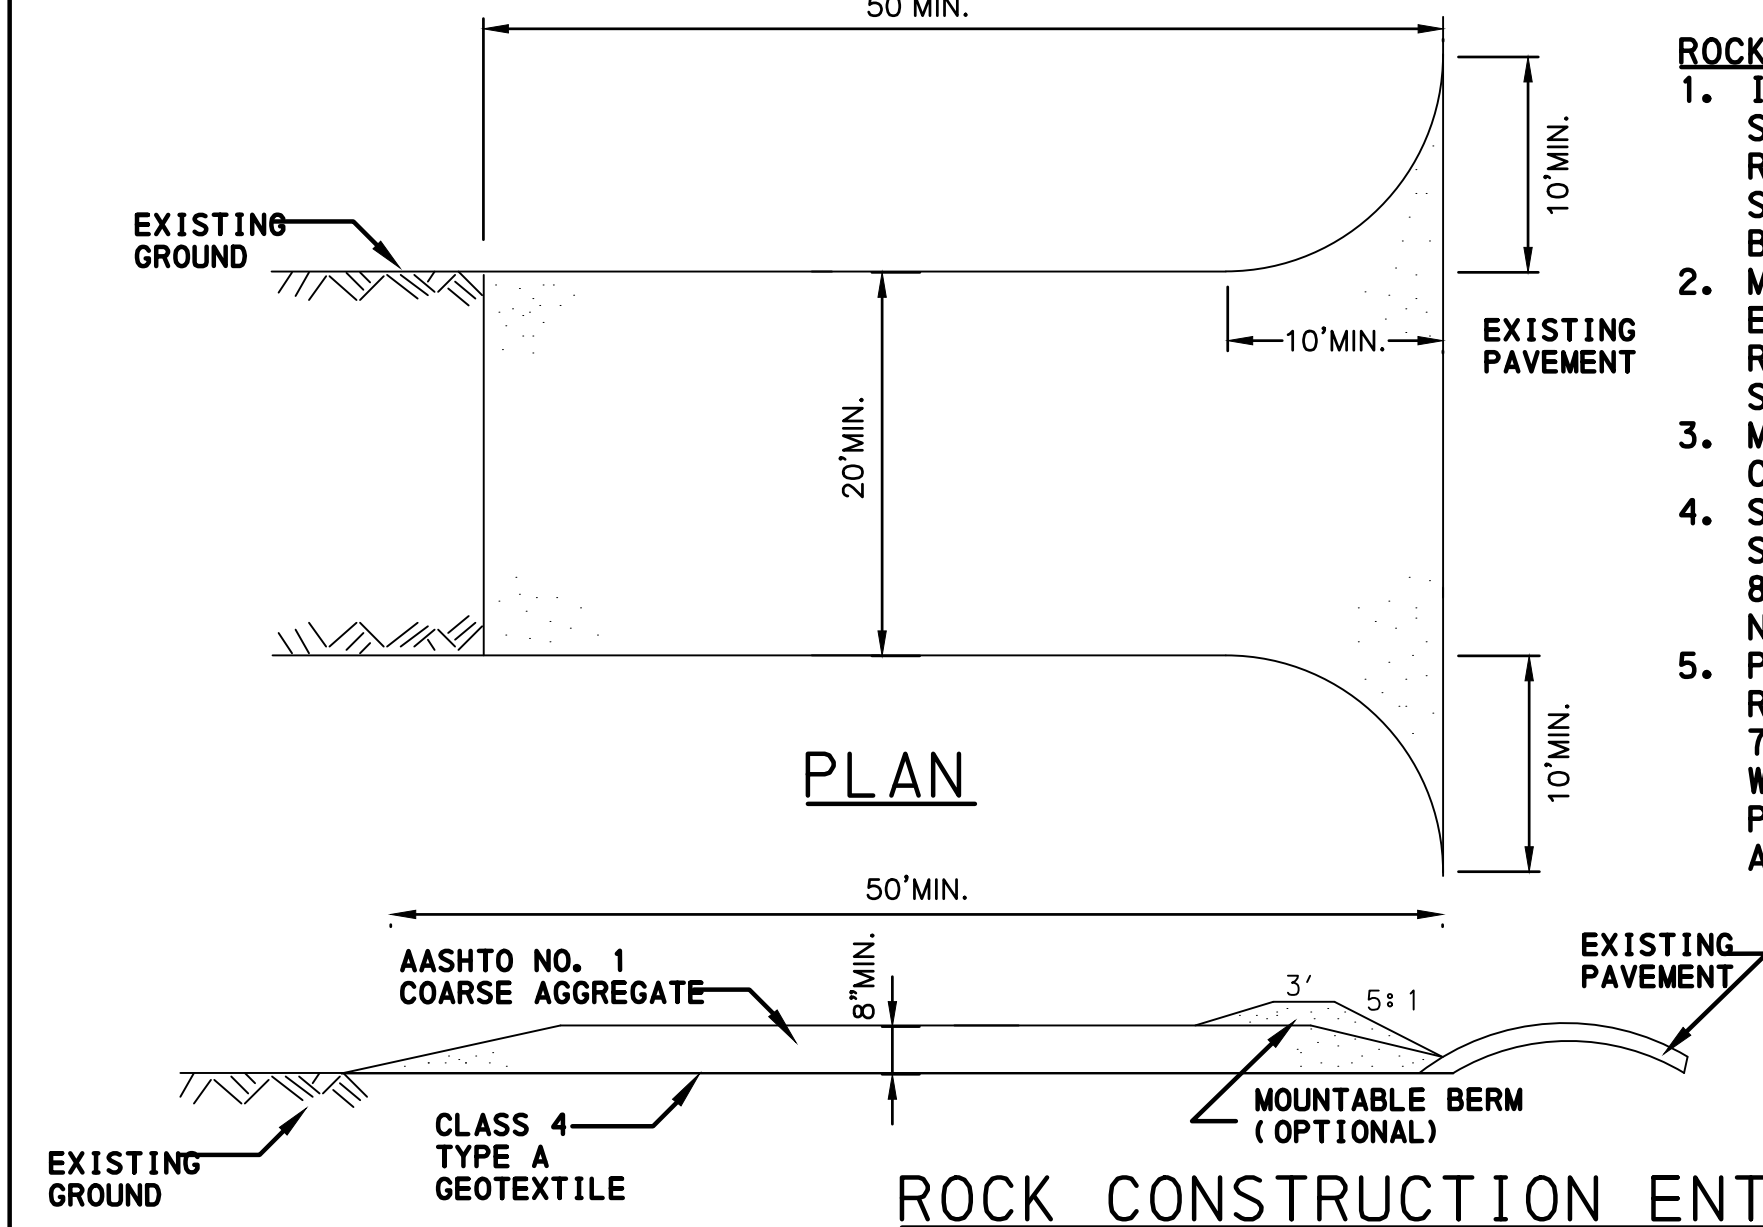 50 MIN.
EXISTING
GROUND
10'MIN.
10'MIN.
EXISTING
PAVEMENT
20'MIN.
10'MIN.
PLAN
50'MIN.
AASHTO NO. 1
COARSE AGGREGATE
8"MIN.
3'
5: 1
EXISTING
PAVEMENT
MOUNTABLE BERM
(OPTIONAL)
CLASS 4
TYPE A
GEOTEXTILE
EXISTING
GROUND
ROCK CONSTRUCTION ENT
ROCK
1. I
S
R
S
B
2. M
E
R
S
3. M
C
4. S
S
8
N
5. P
R
7
W
P
A